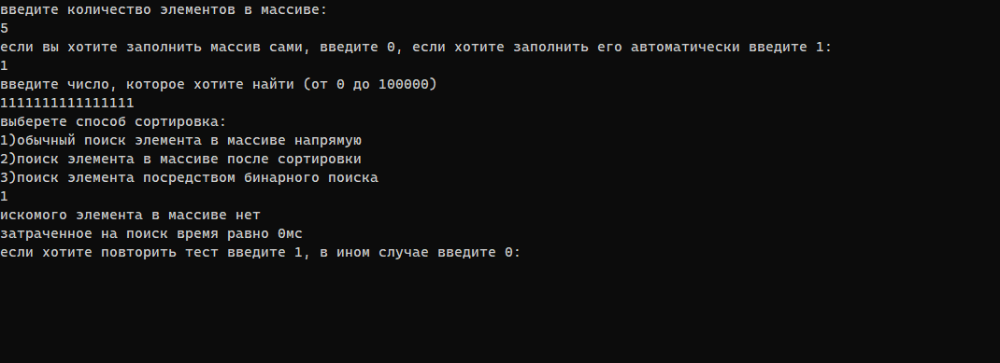 введите количество элементов в массиве:
5
если вы хотите заполнить массив сами, введите 0, если хотите заполнить его автоматически введите 1:
1
введите число, которое хотите найти (от 0 до 100000)
1111111111111111
выберете способ сортировка:
1)обычный поиск элемента в массиве напрямую
2)поиск элемента в массиве после сортировки
3)поиск элемента посредством бинарного поиска
1
искомого элемента в массиве нет
затраченное на поиск время равно 0мс
если хотите повторить тест введите 1, в ином случае введите 0: